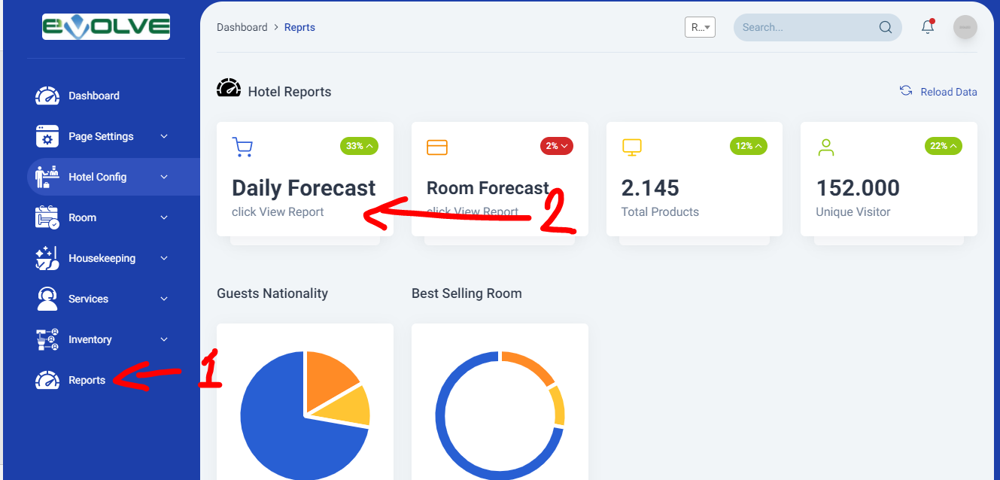 EVOLVE
Dashboard > Reprts
R...
Search...
Dashboard
Page Settings
Hotel Config
Room
Housekeeping
Services
Inventory
Reports
1
Hotel Reports
Reload Data
33%
Daily Forecast
click View Report
2%
Room Forecast
click View Report
2
12%
2.145
Total Products
22%
152.000
Unique Visitor
Guests Nationality
Best Selling Room